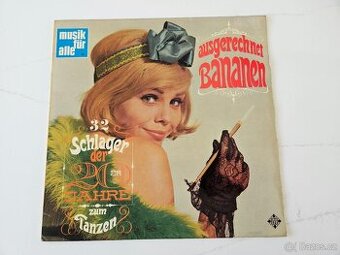 musik
für
alle
ausgerechnet
Bananen
32
Schlager
der
20ER
JAHRE
zum
Tanzen